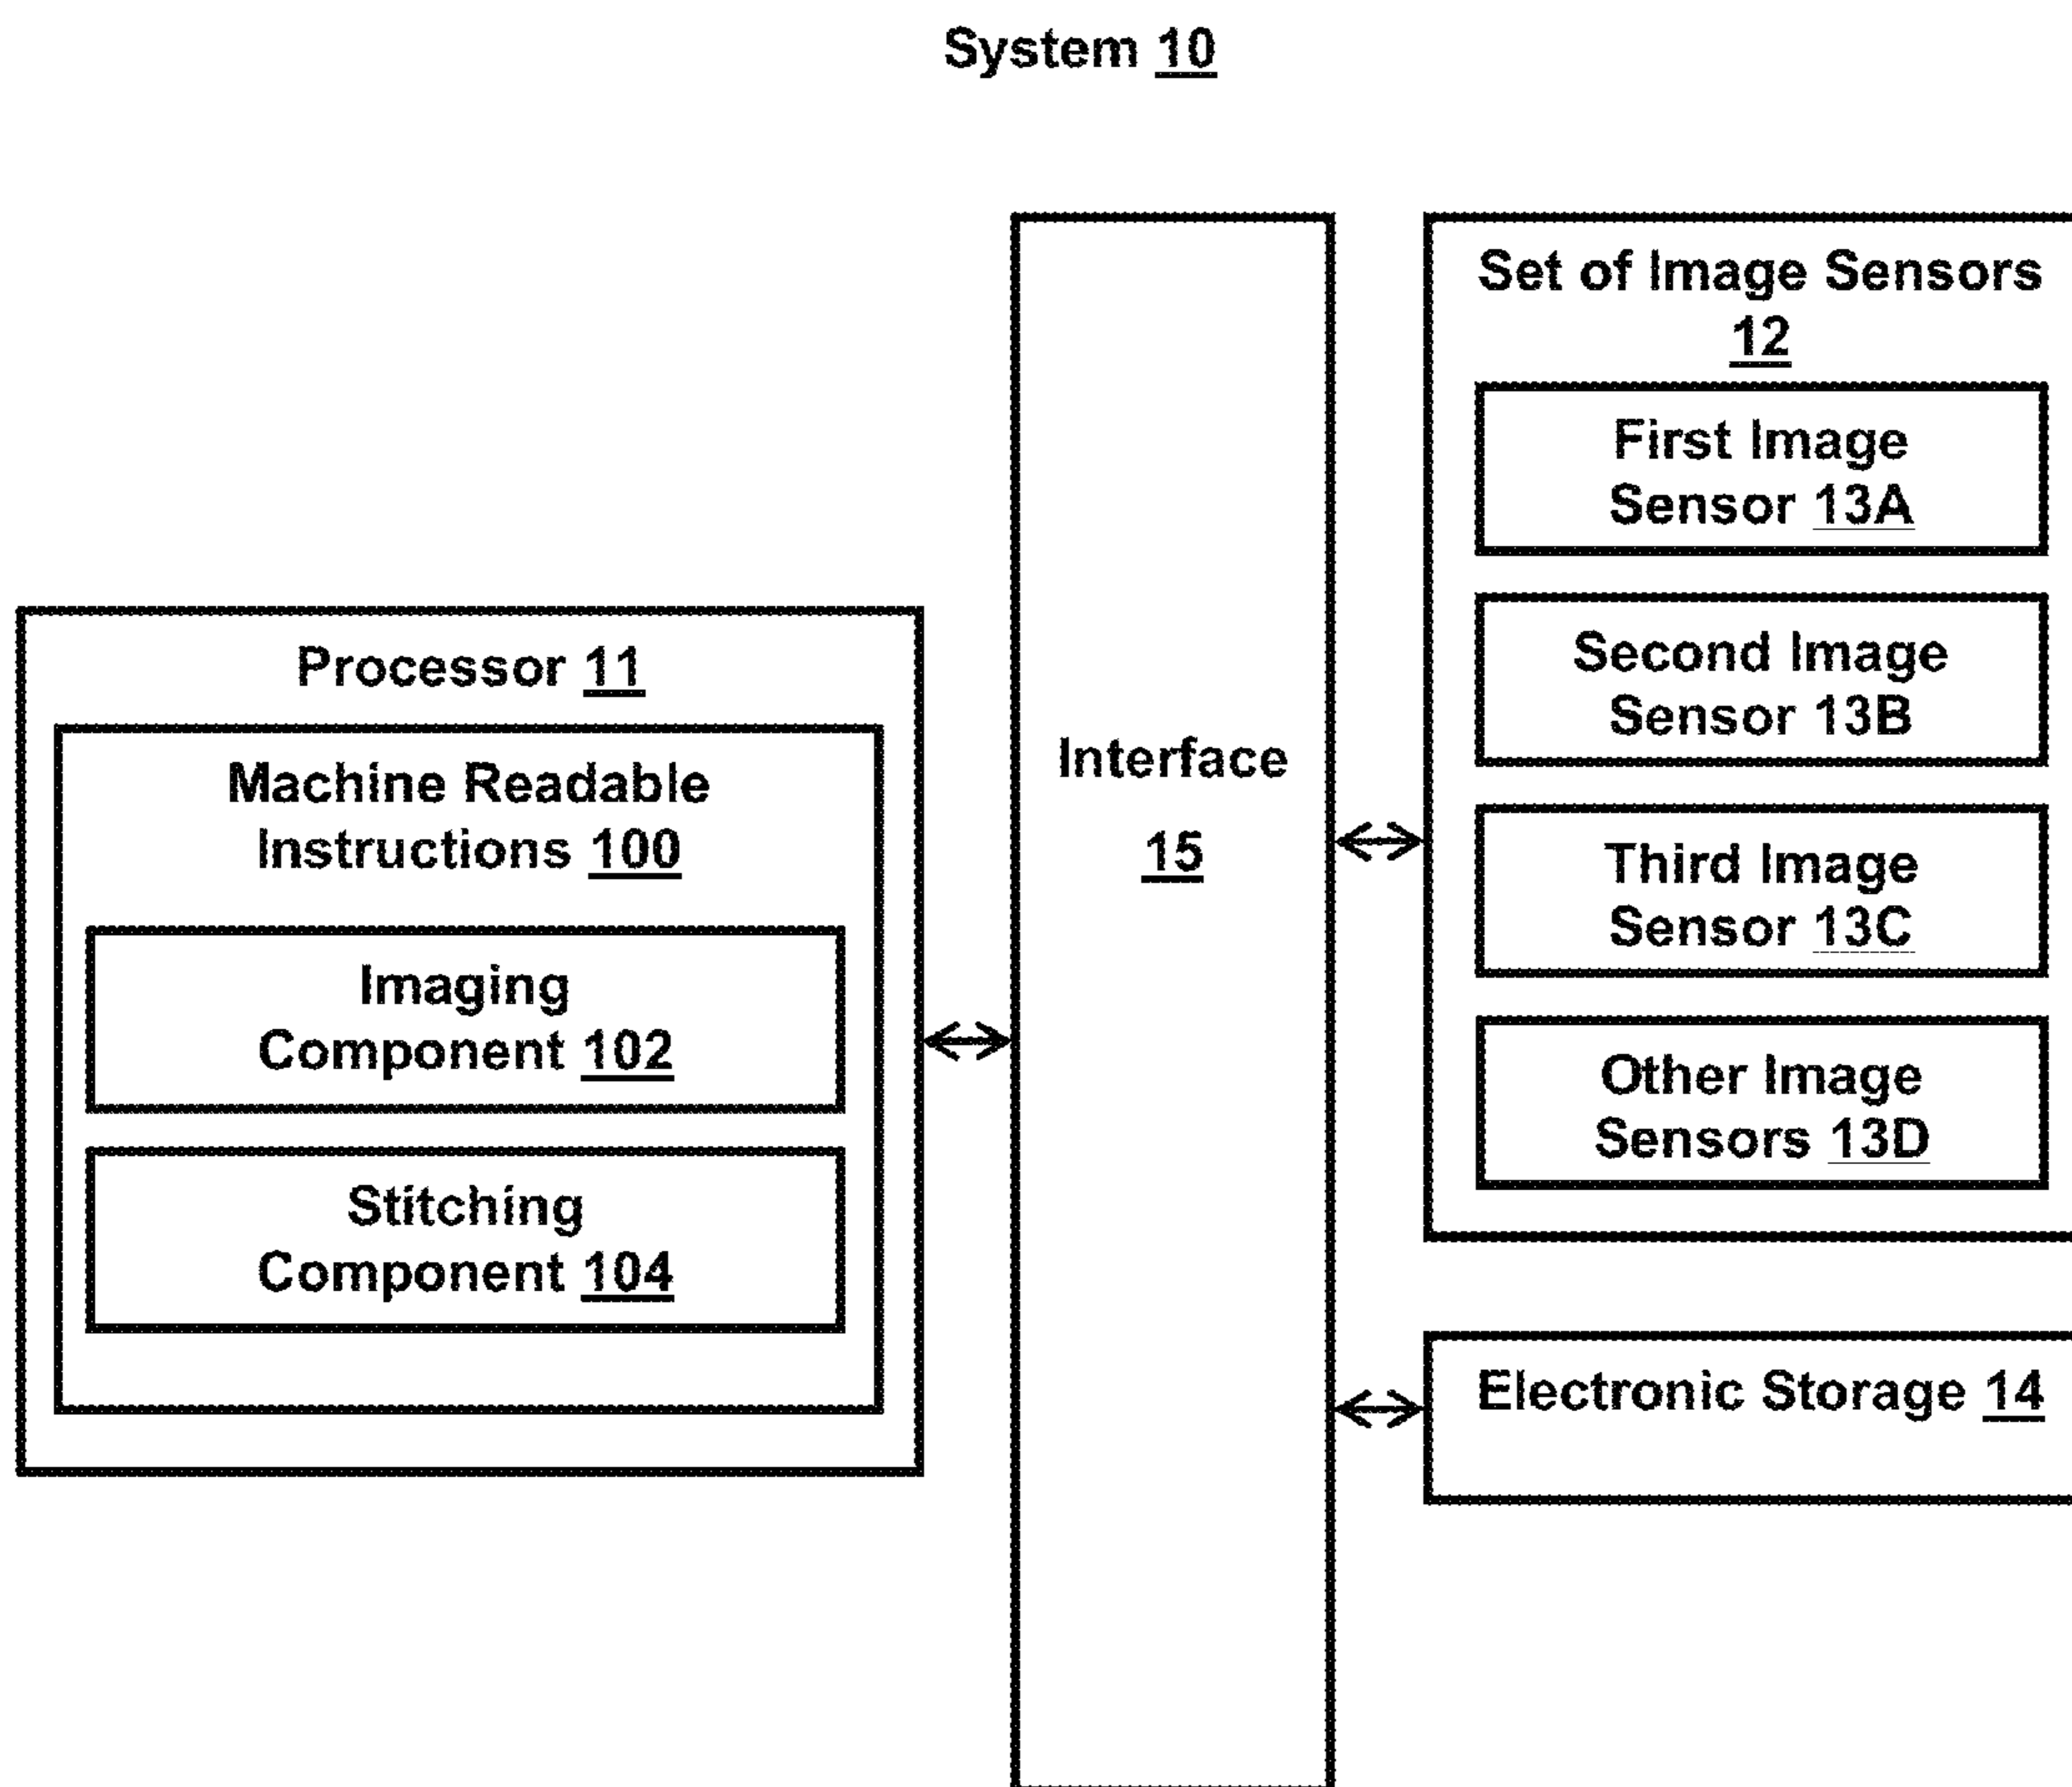 System 10
Processor 11
Machine Readable
Instructions 100
Imaging
Component 102
Stitching
Component 104
Interface
15
Set of Image Sensors
12
First Image
Sensor 13A
Second Image
Sensor 13B
Third Image
Sensor 13C
Other Image
Sensors 13D
Electronic Storage 14